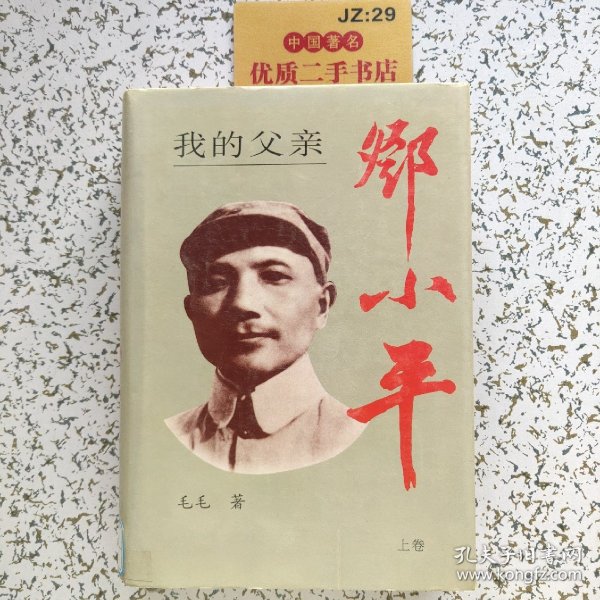 JZ:29
中国著名
优质二手书店
我的父亲
鄧小平
毛毛 著
上卷
孔夫子旧书网
www.kongfz.com